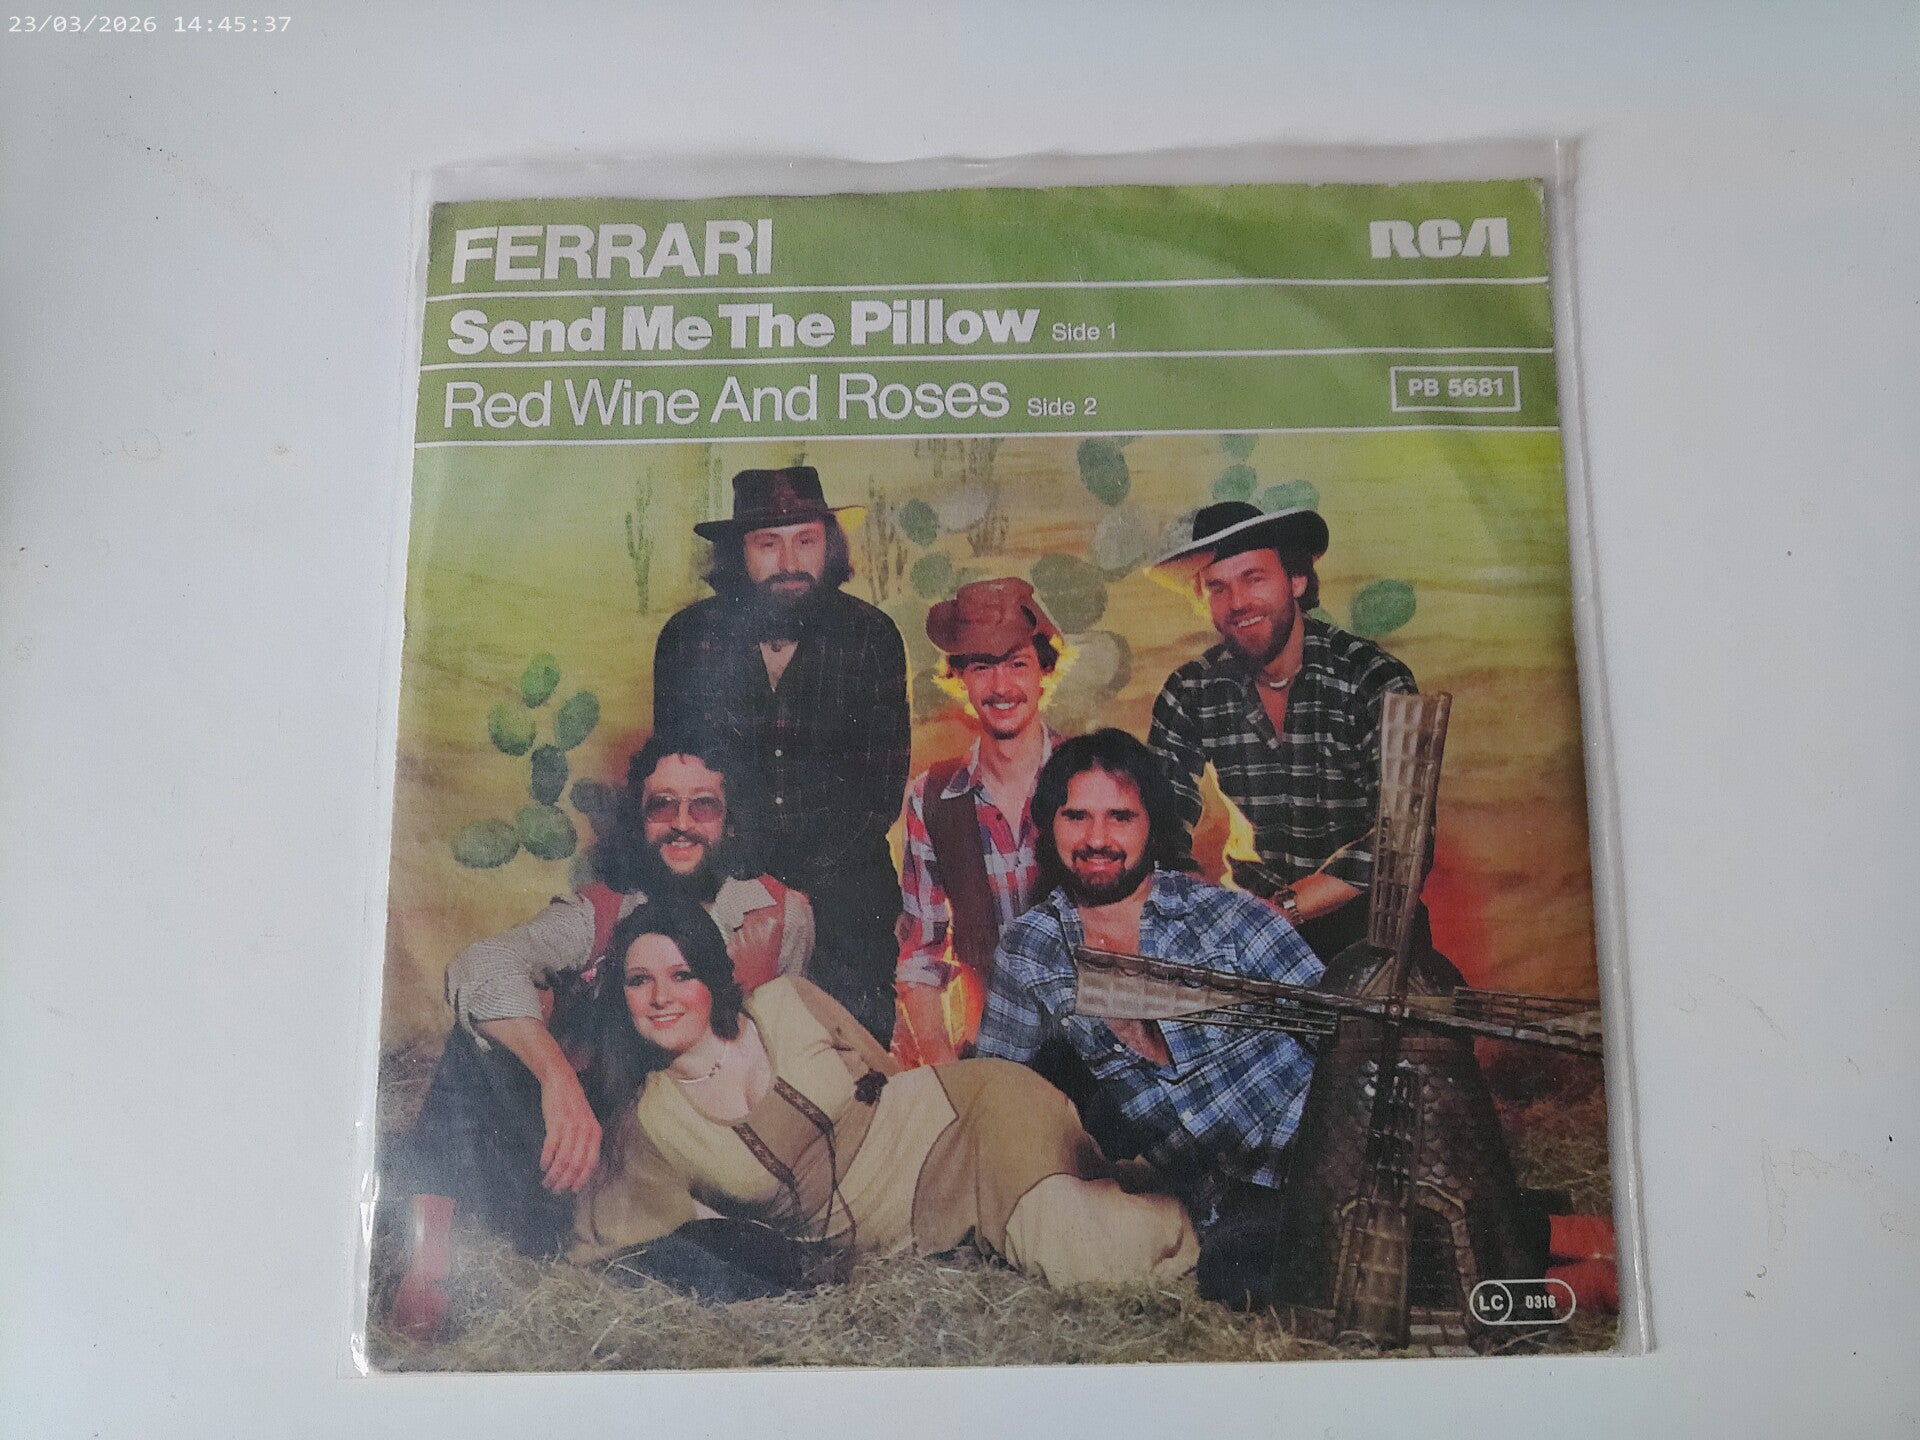 23/03/2026 14:45:37
FERRARI
RCA
Send Me The Pillow Side 1
Red Wine And Roses Side 2
PB 5681
LC 0316